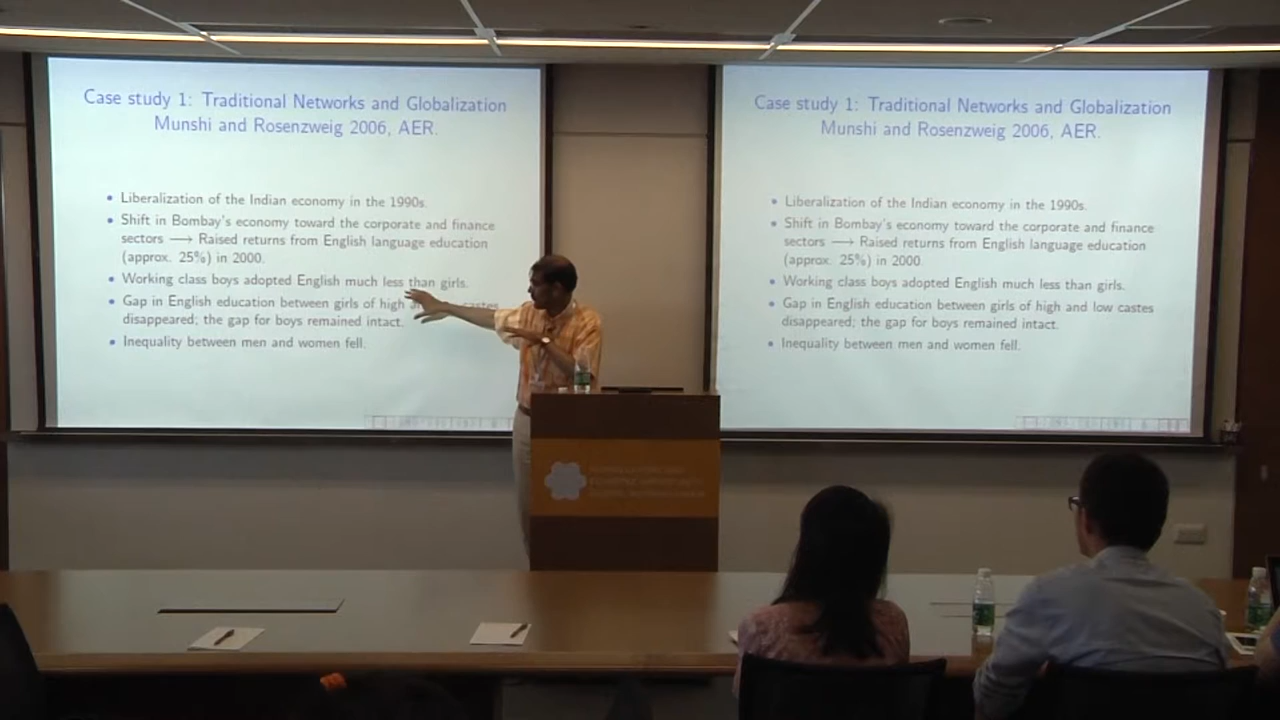 Case study 1: Traditional Networks and Globalization
Munshi and Rosenzweig 2006, AER.
• Liberalization of the Indian economy in the 1990s.
• Shift in Bombay's economy toward the corporate and finance
sectors ⟶ Raised returns from English language education
(approx. 25%) in 2000.
• Working class boys adopted English much less than girls.
• Gap in English education between girls of high castes
disappeared; the gap for boys remained intact.
• Inequality between men and women fell.
Case study 1: Traditional Networks and Globalization
Munshi and Rosenzweig 2006, AER.
• Liberalization of the Indian economy in the 1990s.
• Shift in Bombay's economy toward the corporate and finance
sectors ⟶ Raised returns from English language education
(approx. 25%) in 2000.
• Working class boys adopted English much less than girls.
• Gap in English education between girls of high and low castes
disappeared; the gap for boys remained intact.
• Inequality between men and women fell.